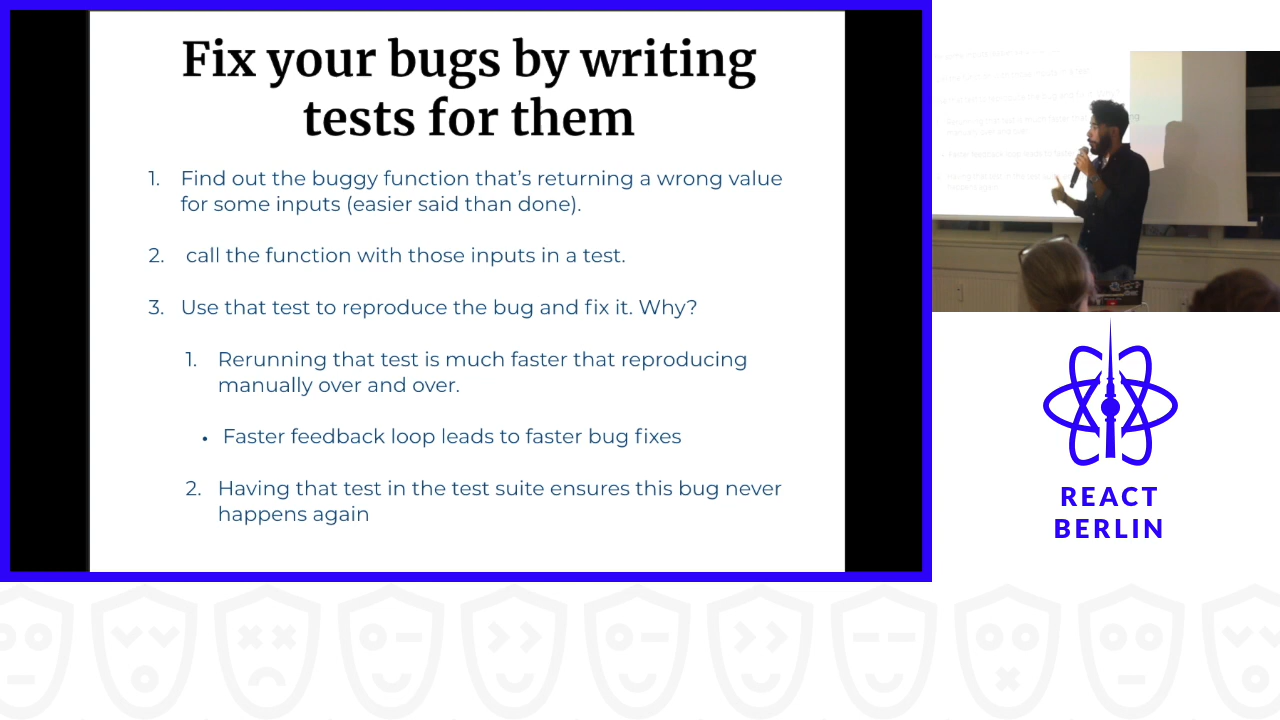 Fix your bugs by writing
tests for them
1. Find out the buggy function that's returning a wrong value
for some inputs (easier said than done).
2. call the function with those inputs in a test.
3. Use that test to reproduce the bug and fix it. Why?
1. Rerunning that test is much faster that reproducing
manually over and over.
• Faster feedback loop leads to faster bug fixes
2. Having that test in the test suite ensures this bug never
happens again
REACT
BERLIN